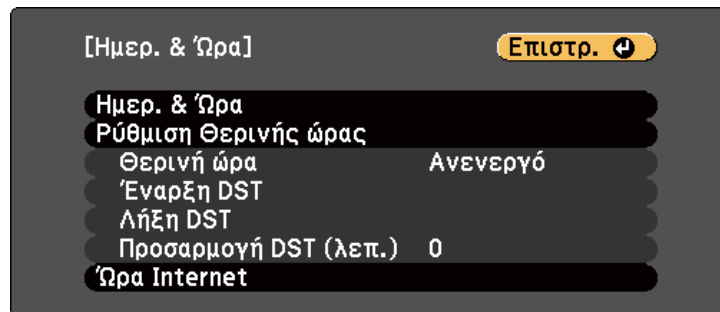 [Ημερ. & Ώρα] Επιστρ.
Ημερ. & Ώρα
Ρύθμιση Θερινής ώρας
Θερινή ώρα Ανενεργό
Έναρξη DST
Λήξη DST
Προσαρμογή DST (λεπ.) 0
Ώρα Internet